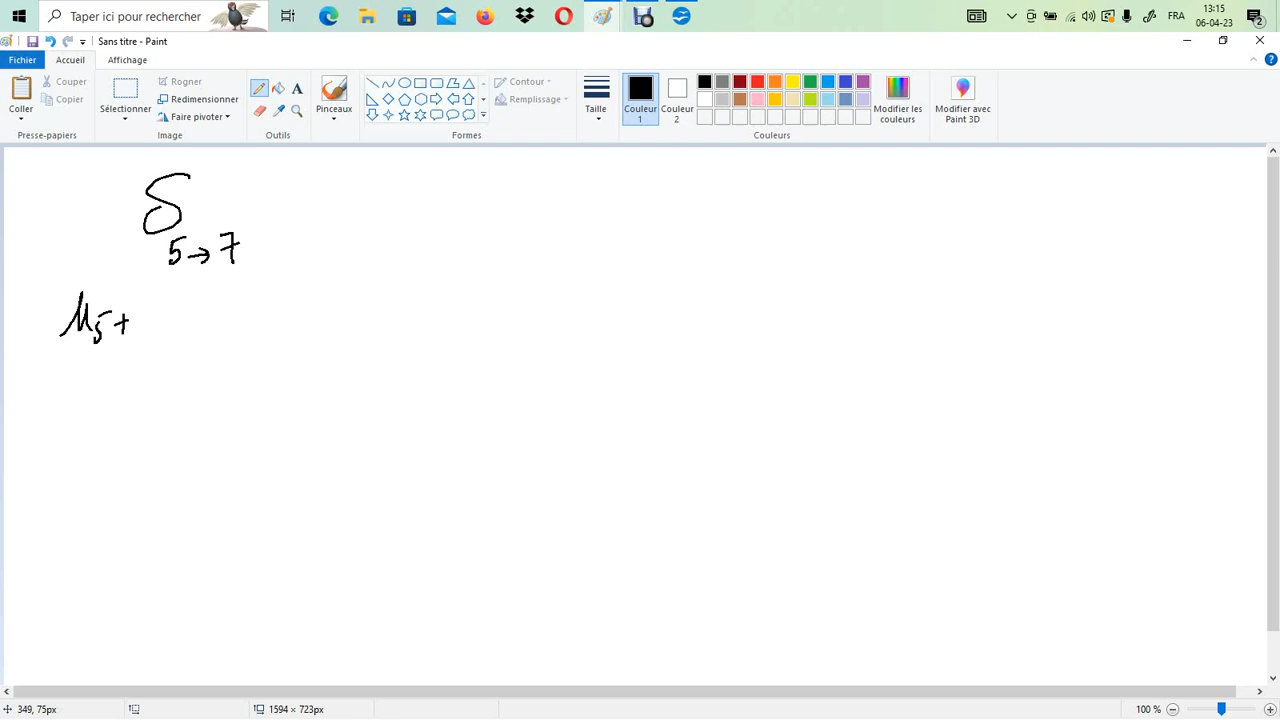 Taper ici pour rechercher
FRA
13:15
06-04-23
2
Sans titre - Paint
Fichier
Accueil
Affichage
Coller
Couper
Copier
Presse-papiers
Sélectionner
Rogner
Redimensionner
Faire pivoter
Image
A
Outils
Pinceaux
Formes
Contour
Remplissage
Taille
Couleur
1
Couleur
2
Modifier les
couleurs
Couleurs
Modifier avec
Paint 3D
δ
5→7
μ5+
349, 75px
1594 × 723px
100 %